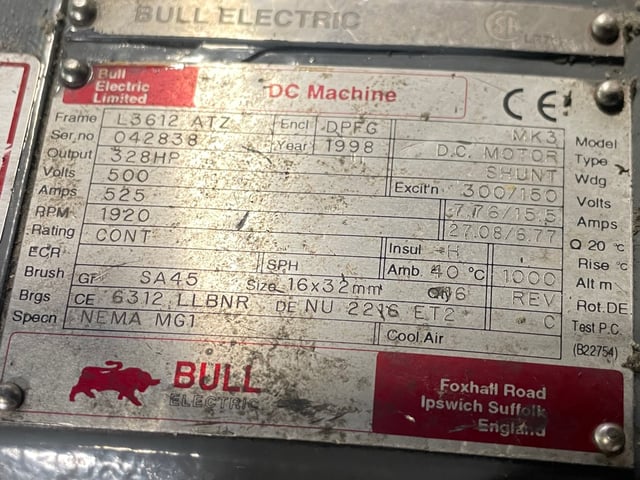 BULL ELECTRIC
Bull
Electric
Limited
DC Machine
CE
Frame L3612 ATZ Encl DPFG MK3 Model
Ser,no 042838 Year 1998 D.C. MOTOR Type
Output 328HP SHUNT Wdg
Volts 500 Excit'n 300/150 Volts
Amps 525 7.76/15.5 Amps
RPM 1920 27.08/6.77 Ω 20 °C
Rating CONT Insul H Rise °C
ECR SPH Amb. 40 °C 1000 Alt m
Brush Gr SA45 Size 16x32mm Qty 16 REV Rot.DE
Brgs CE 6312 LLBNR DE NU 2216 ET2 C Test P.C
Specn NEMA MG1 Cool.Air (B22754)
BULL
ELECTRIC
Foxhall Road
Ipswich Suffolk
England